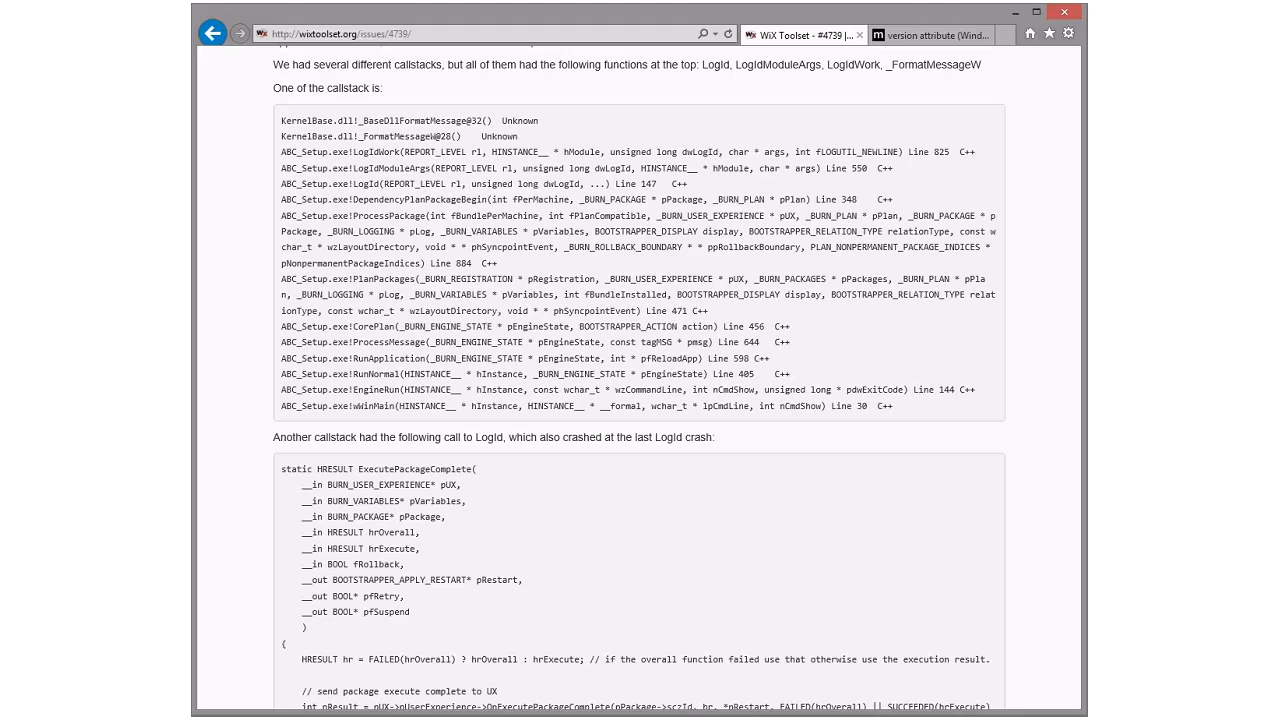 http://wixtoolset.org/issues/4739/
WiX Toolset - #4739 |...
version attribute (Wind...
We had several different callstacks, but all of them had the following functions at the top: LogId, LogIdModuleArgs, LogIdWork, _FormatMessageW
One of the callstack is:
KernelBase.dll!_BaseDllFormatMessage@32() Unknown
KernelBase.dll!_FormatMessageW@28() Unknown
ABC_Setup.exe!LogIdWork(REPORT_LEVEL rl, HINSTANCE__ * hModule, unsigned long dwLogId, char * args, int fLOGUTIL_NEWLINE) Line 825 C++
ABC_Setup.exe!LogIdModuleArgs(REPORT_LEVEL rl, unsigned long dwLogId, HINSTANCE__ * hModule, char * args) Line 550 C++
ABC_Setup.exe!LogId(REPORT_LEVEL rl, unsigned long dwLogId, ...) Line 147 C++
ABC_Setup.exe!DependencyPlanPackageBegin(int fPerMachine, _BURN_PACKAGE * pPackage, _BURN_PLAN * pPlan) Line 348 C++
ABC_Setup.exe!ProcessPackage(int fBundlePerMachine, int fPlanCompatible, _BURN_USER_EXPERIENCE * pUX, _BURN_PLAN * pPlan, _BURN_PACKAGE * p
Package, _BURN_LOGGING * pLog, _BURN_VARIABLES * pVariables, BOOTSTRAPPER_DISPLAY display, BOOTSTRAPPER_RELATION_TYPE relationType, const w
char_t * wzLayoutDirectory, void * * phSyncpointEvent, _BURN_ROLLBACK_BOUNDARY * * ppRollbackBoundary, PLAN_NONPERMANENT_PACKAGE_INDICES *
pNonpermanentPackageIndices) Line 884 C++
ABC_Setup.exe!PlanPackages(_BURN_REGISTRATION * pRegistration, _BURN_USER_EXPERIENCE * pUX, _BURN_PACKAGES * pPackages, _BURN_PLAN * pPla
n, _BURN_LOGGING * pLog, _BURN_VARIABLES * pVariables, int fBundleInstalled, BOOTSTRAPPER_DISPLAY display, BOOTSTRAPPER_RELATION_TYPE relat
ionType, const wchar_t * wzLayoutDirectory, void * * phSyncpointEvent) Line 471 C++
ABC_Setup.exe!CorePlan(_BURN_ENGINE_STATE * pEngineState, BOOTSTRAPPER_ACTION action) Line 456 C++
ABC_Setup.exe!ProcessMessage(_BURN_ENGINE_STATE * pEngineState, const tagMSG * pmsg) Line 644 C++
ABC_Setup.exe!RunApplication(_BURN_ENGINE_STATE * pEngineState, int * pfReloadApp) Line 598 C++
ABC_Setup.exe!RunNormal(HINSTANCE__ * hInstance, _BURN_ENGINE_STATE * pEngineState) Line 405 C++
ABC_Setup.exe!EngineRun(HINSTANCE__ * hInstance, const wchar_t * wzCommandLine, int nCmdShow, unsigned long * pdwExitCode) Line 144 C++
ABC_Setup.exe!wWinMain(HINSTANCE__ * hInstance, HINSTANCE__ * __formal, wchar_t * lpCmdLine, int nCmdShow) Line 30 C++
Another callstack had the following call to LogId, which also crashed at the last LogId crash:
static HRESULT ExecutePackageComplete(
__in BURN_USER_EXPERIENCE* pUX,
__in BURN_VARIABLES* pVariables,
__in BURN_PACKAGE* pPackage,
__in HRESULT hrOverall,
__in HRESULT hrExecute,
__in BOOL fRollback,
__out BOOTSTRAPPER_APPLY_RESTART* pRestart,
__out BOOL* pfRetry,
__out BOOL* pfSuspend
)
{
HRESULT hr = FAILED(hrOverall) ? hrOverall : hrExecute; // if the overall function failed use that otherwise use the execution result.
// send package execute complete to UX
int nResult = pUX->pUserExperience->OnExecutePackageComplete(pPackage->sczId, hr, *pRestart, FAILED(hrOverall) || SUCCEEDED(hrExecute)